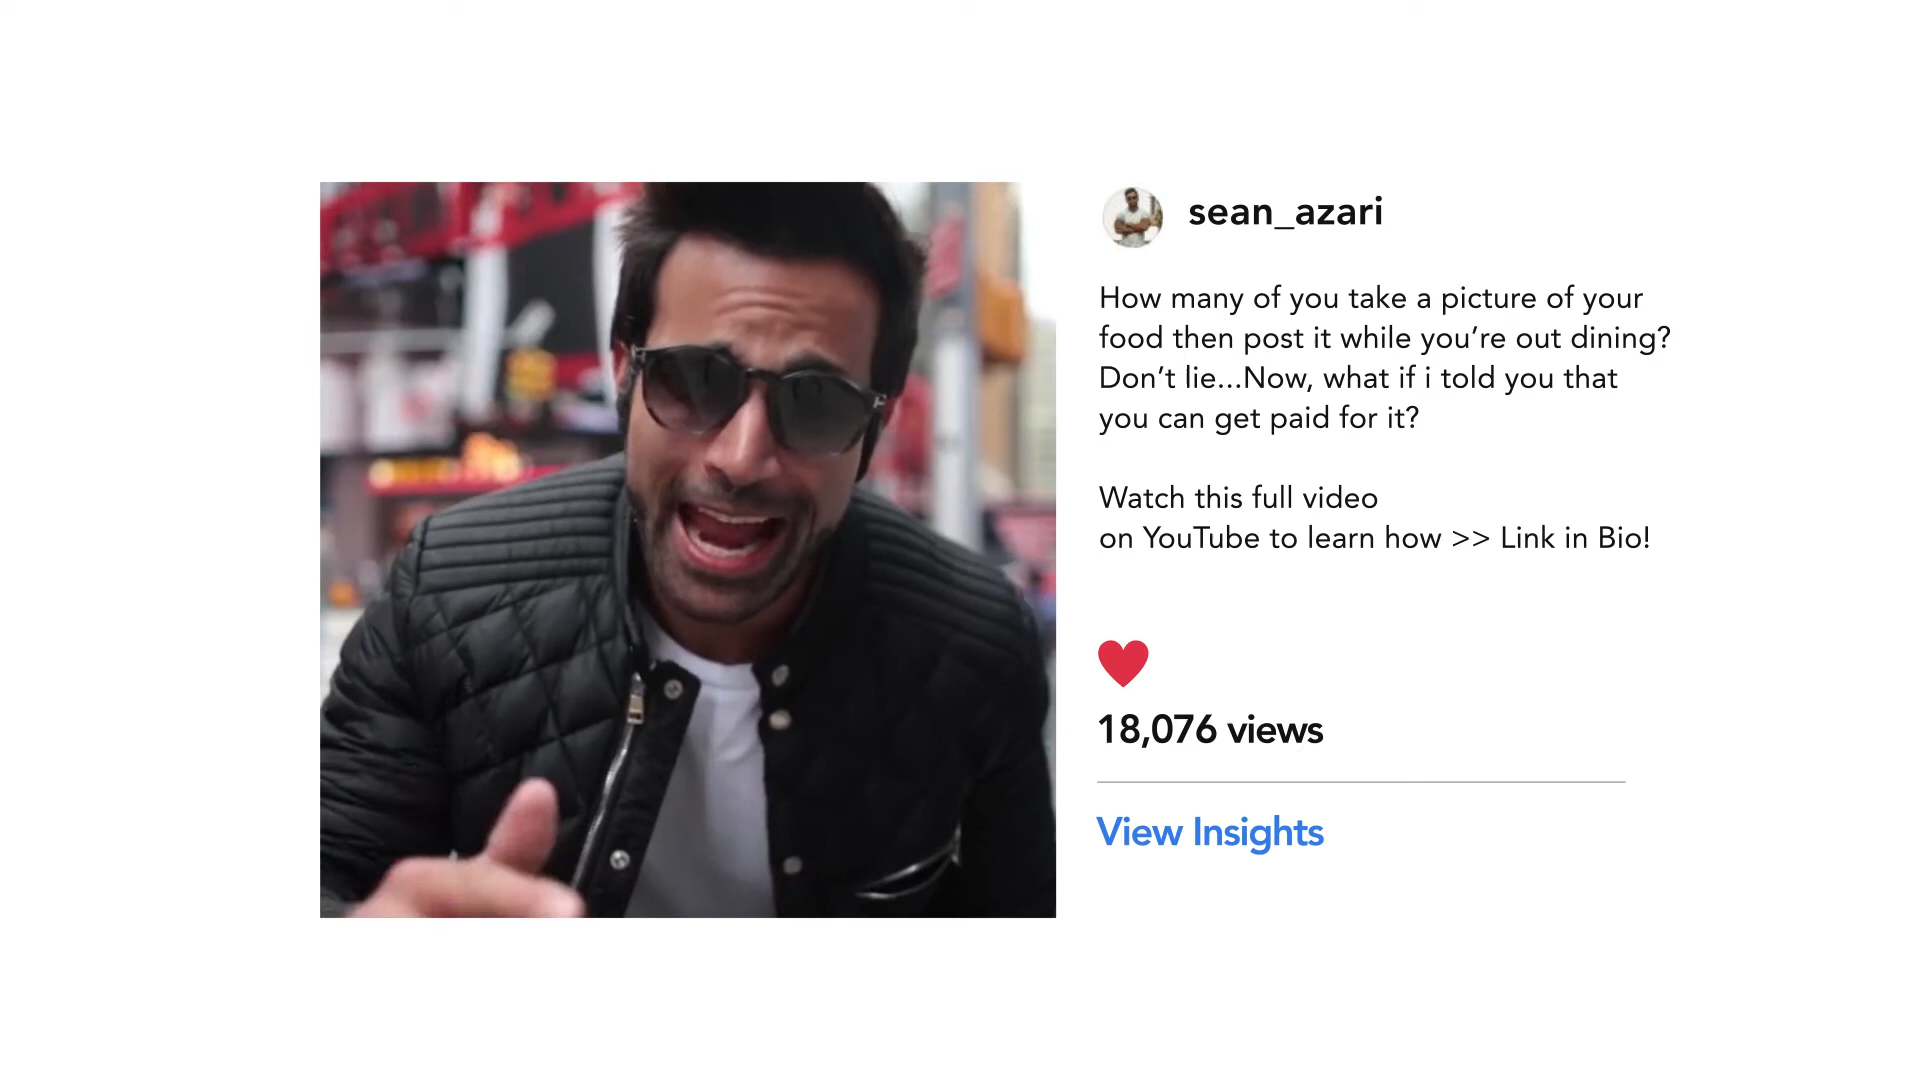 sean_azari
How many of you take a picture of your
food then post it while you’re out dining?
Don’t lie...Now, what if i told you that
you can get paid for it?
Watch this full video
on YouTube to learn how >> Link in Bio!
18,076 views
View Insights